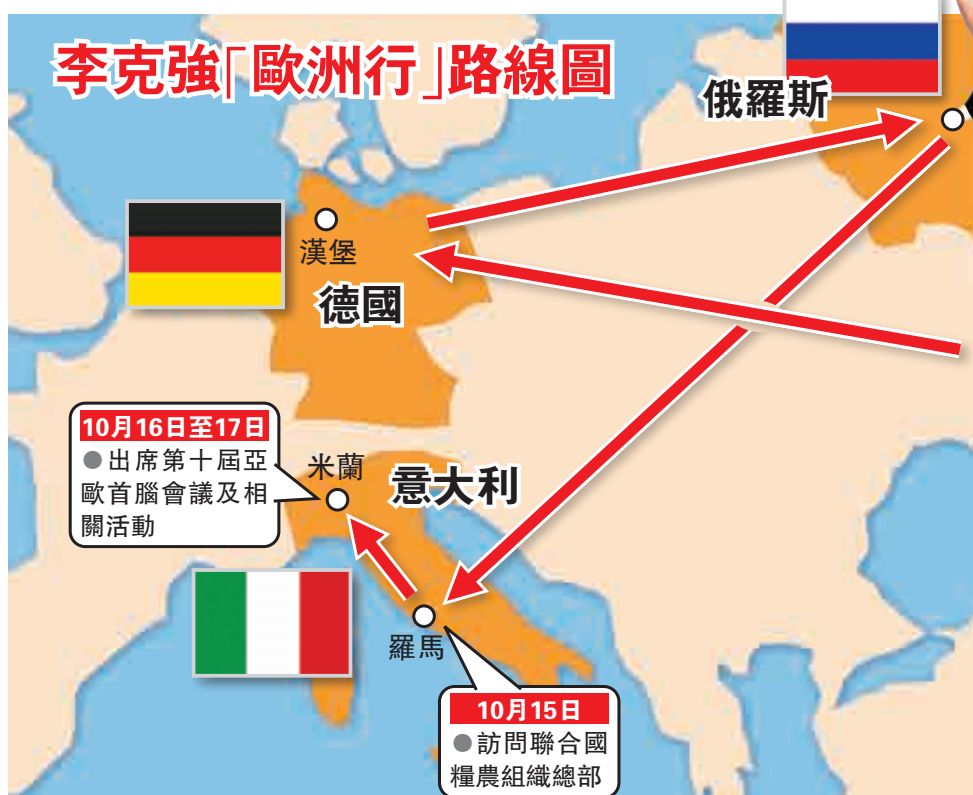 李克強「歐洲行」路線圖
俄羅斯
漢堡
德國
10月16日至17日
●出席第十屆亞
歐首腦會議及相
關活動
米蘭
意大利
羅馬
10月15日
●訪問聯合國
糧農組織總部